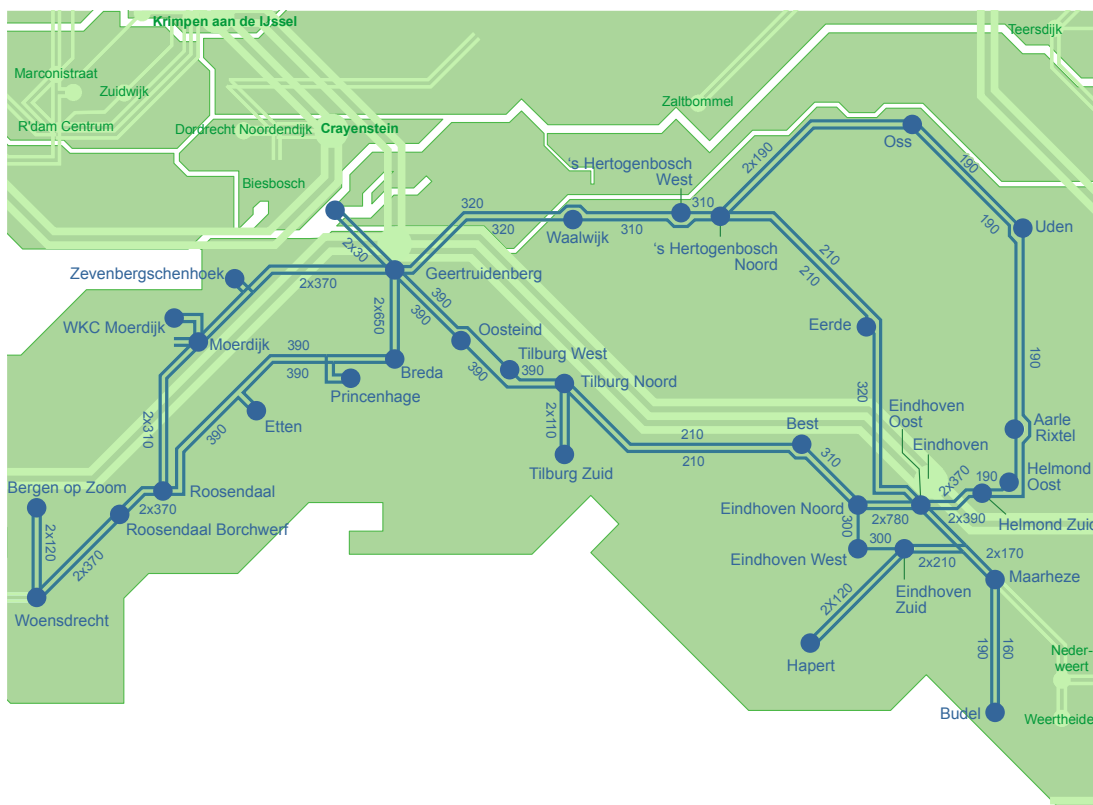 Krimpen aan de IJssel
Teersdijk
Marconistraat
Zuidwijk
Zaltbommel
R'dam Centrum
Dordrecht Noordendijk
Crayenstein
Oss
2x190
190
's Hertogenbosch
West
Biesbosch
320
310
190
Uden
320
Waalwijk
310
's Hertogenbosch
Noord
2x30
210
210
Zevenbergschenhoek
Geertruidenberg
2x370
390
390
2x650
WKC Moerdijk
Moerdijk
Oosteind
Eerde
390
390
Breda
390
Tilburg West
390
Tilburg Noord
190
Princenhage
320
2x310
Etten
390
2x110
Best
Eindhoven
Oost
Aarle
Rixtel
210
210
310
Eindhoven
Tilburg Zuid
2x370
190
Helmond
Oost
Bergen op Zoom
Roosendaal
2x370
Eindhoven Noord
2x780
2x390
Helmond Zuid
Roosendaal Borchwerf
2x120
300
300
2x370
Eindhoven West
2x210
2x170
Maarheze
Woensdrecht
2X120
Eindhoven
Zuid
Hapert
190
160
Neder-
weert
Budel
Weertheide